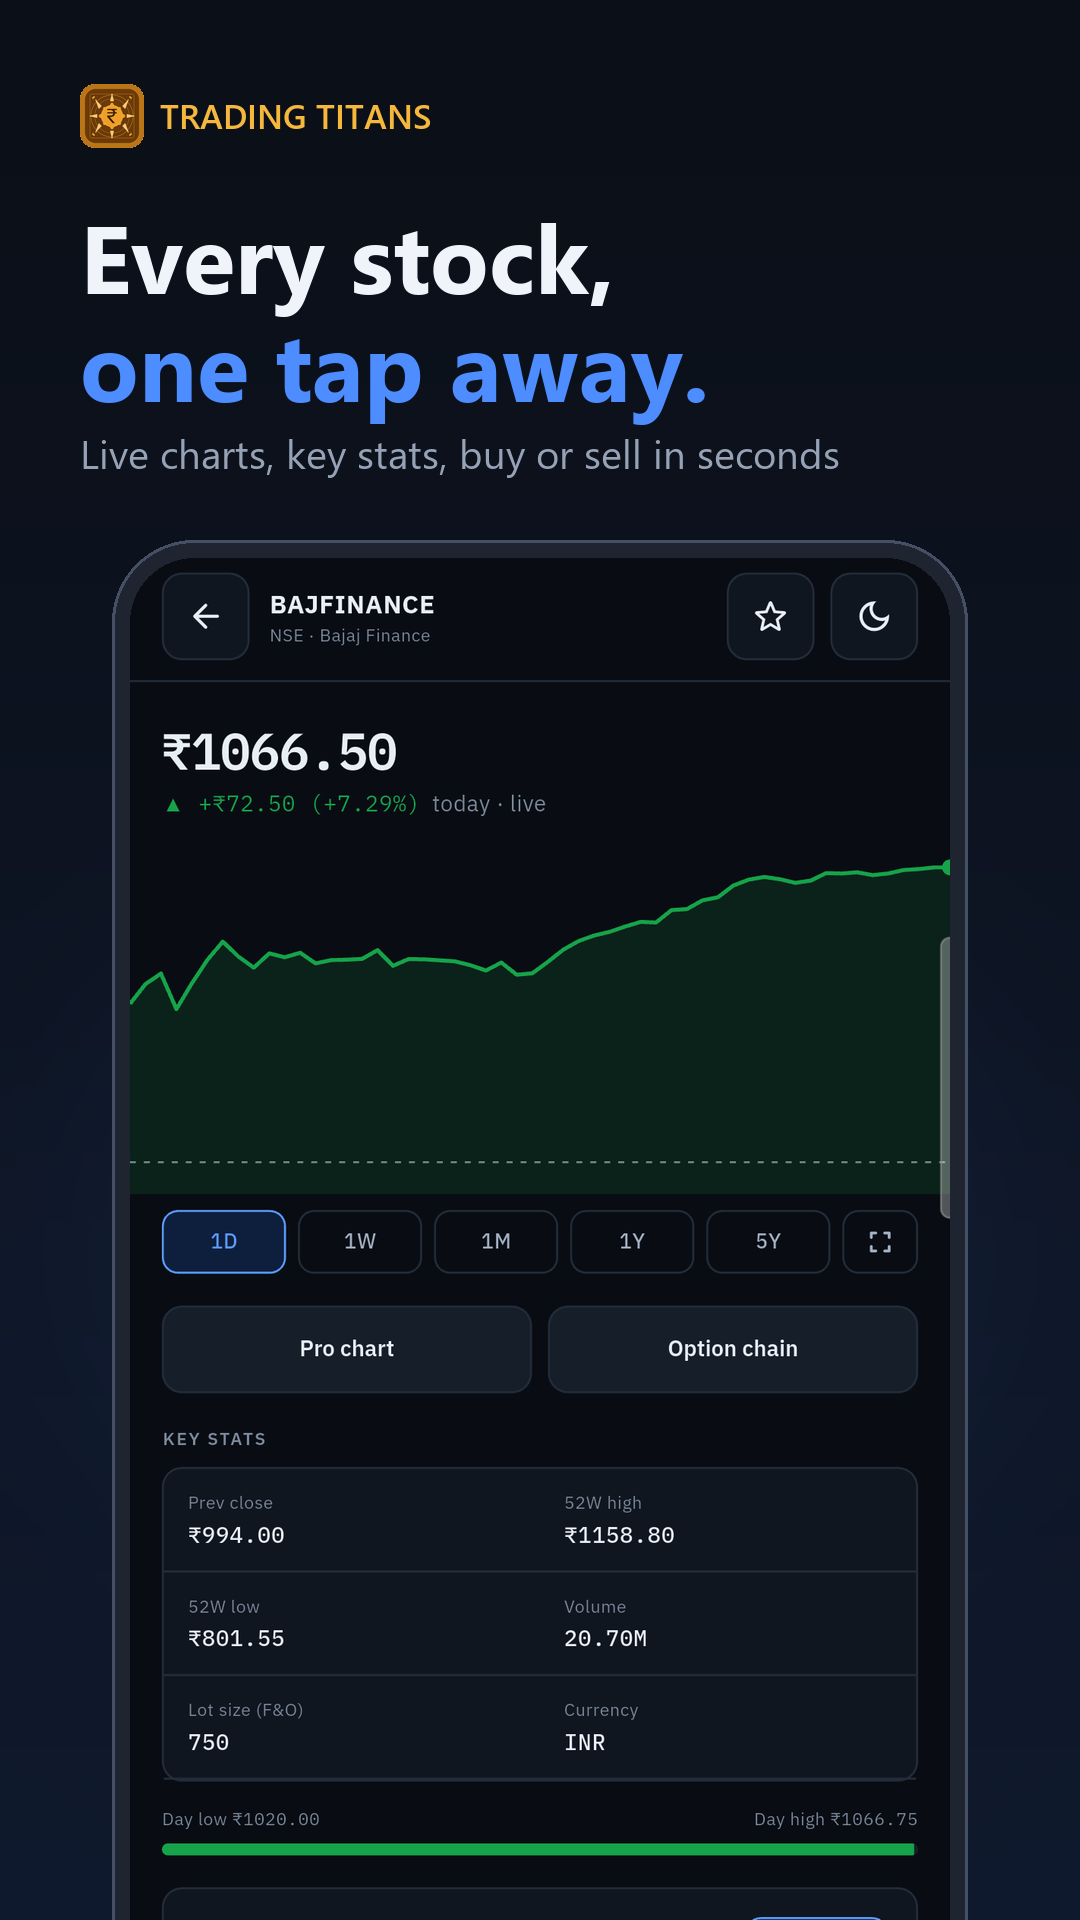 TRADING TITANS
Every stock,
one tap away.
Live charts, key stats, buy or sell in seconds
BAJFINANCE
NSE · Bajaj Finance
₹1066.50
▲ +₹72.50 (+7.29%) today · live
1D 1W 1M 1Y 5Y
Pro chart Option chain
KEY STATS
Prev close 52W high
₹994.00 ₹1158.80
52W low Volume
₹801.55 20.70M
Lot size (F&O) Currency
750 INR
Day low ₹1020.00 Day high ₹1066.75